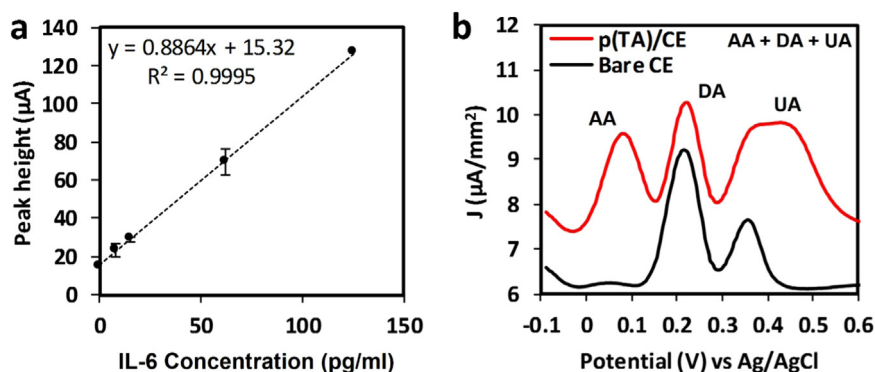 a
y = 0.8864x + 15.32
R² = 0.9995
Peak height (µA)
140
120
100
80
60
40
20
0
0 50 100 150
IL-6 Concentration (pg/ml)
b
p(TA)/CE AA + DA + UA
Bare CE
AA DA UA
J (µA/mm²)
12
11
10
9
8
7
6
-0.1 0 0.1 0.2 0.3 0.4 0.5 0.6
Potential (V) vs Ag/AgCl